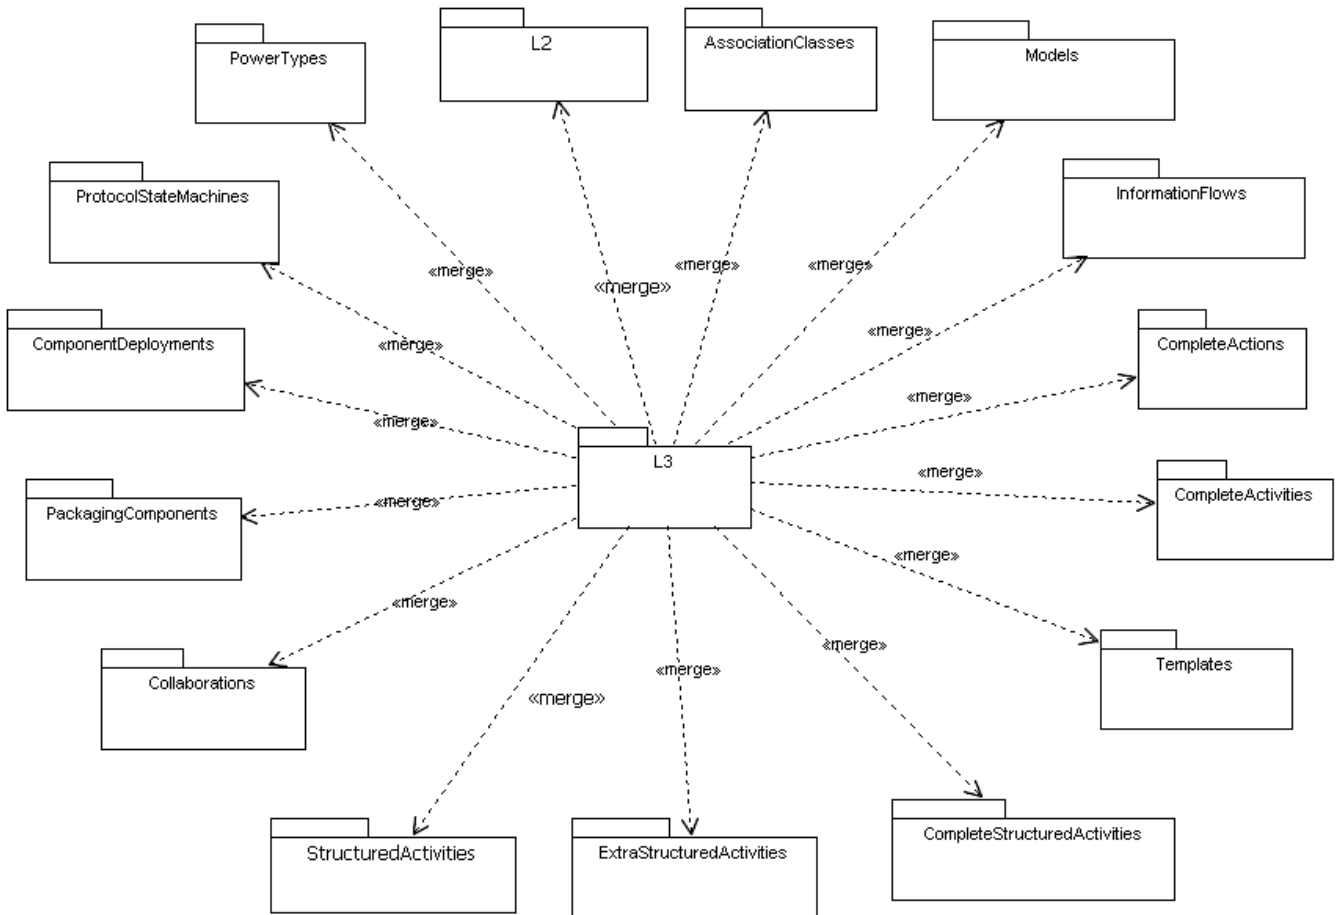 L2
AssociationClasses
Models
PowerTypes
ProtocolStateMachines
InformationFlows
«merge»
«merge»
«merge»
«merge»
«merge»
«merge»
ComponentDeployments
CompleteActions
«merge»
«merge»
L3
«merge»
CompleteActivities
PackagingComponents
«merge»
«merge»
«merge»
«merge»
«merge»
Templates
Collaborations
«merge»
StructuredActivities
ExtraStructuredActivities
CompleteStructuredActivities